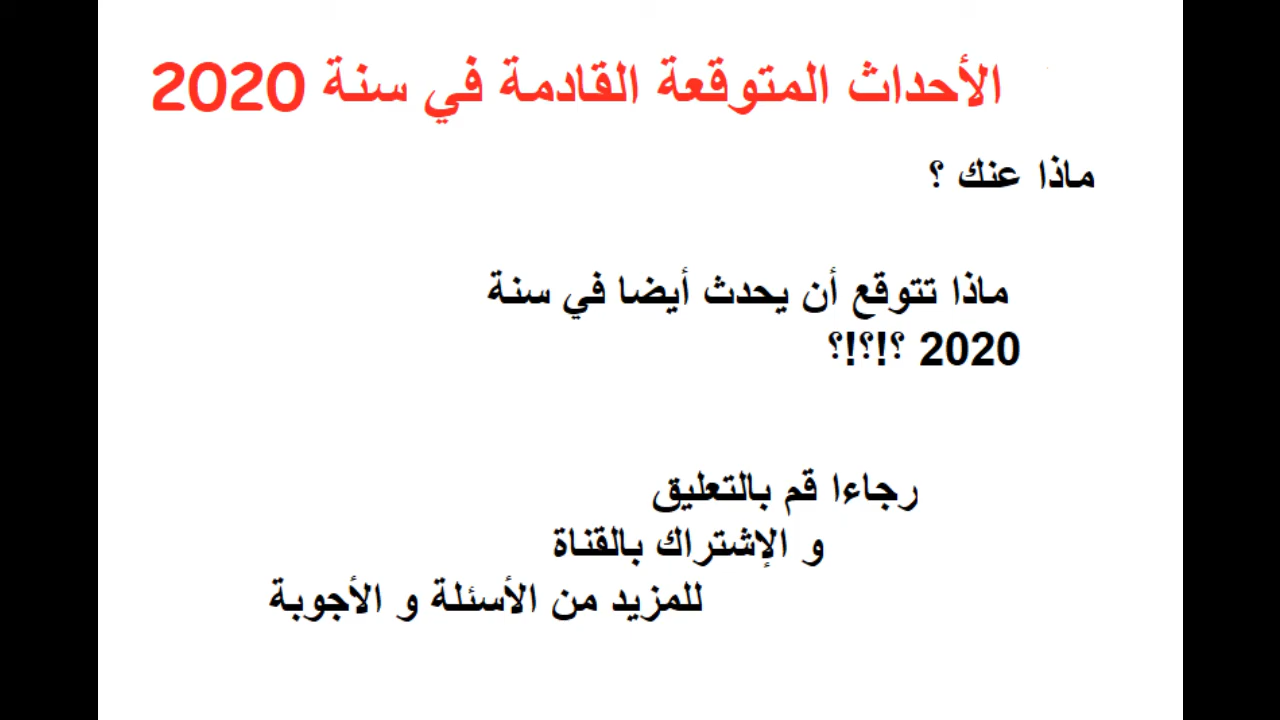 الأحداث المتوقعة القادمة في سنة 2020
ماذا عنك ؟
ماذا تتوقع أن يحدث أيضا في سنة
2020 ؟!؟!؟
رجاءا قم بالتعليق
و الإشتراك بالقناة
للمزيد من الأسئلة و الأجوبة